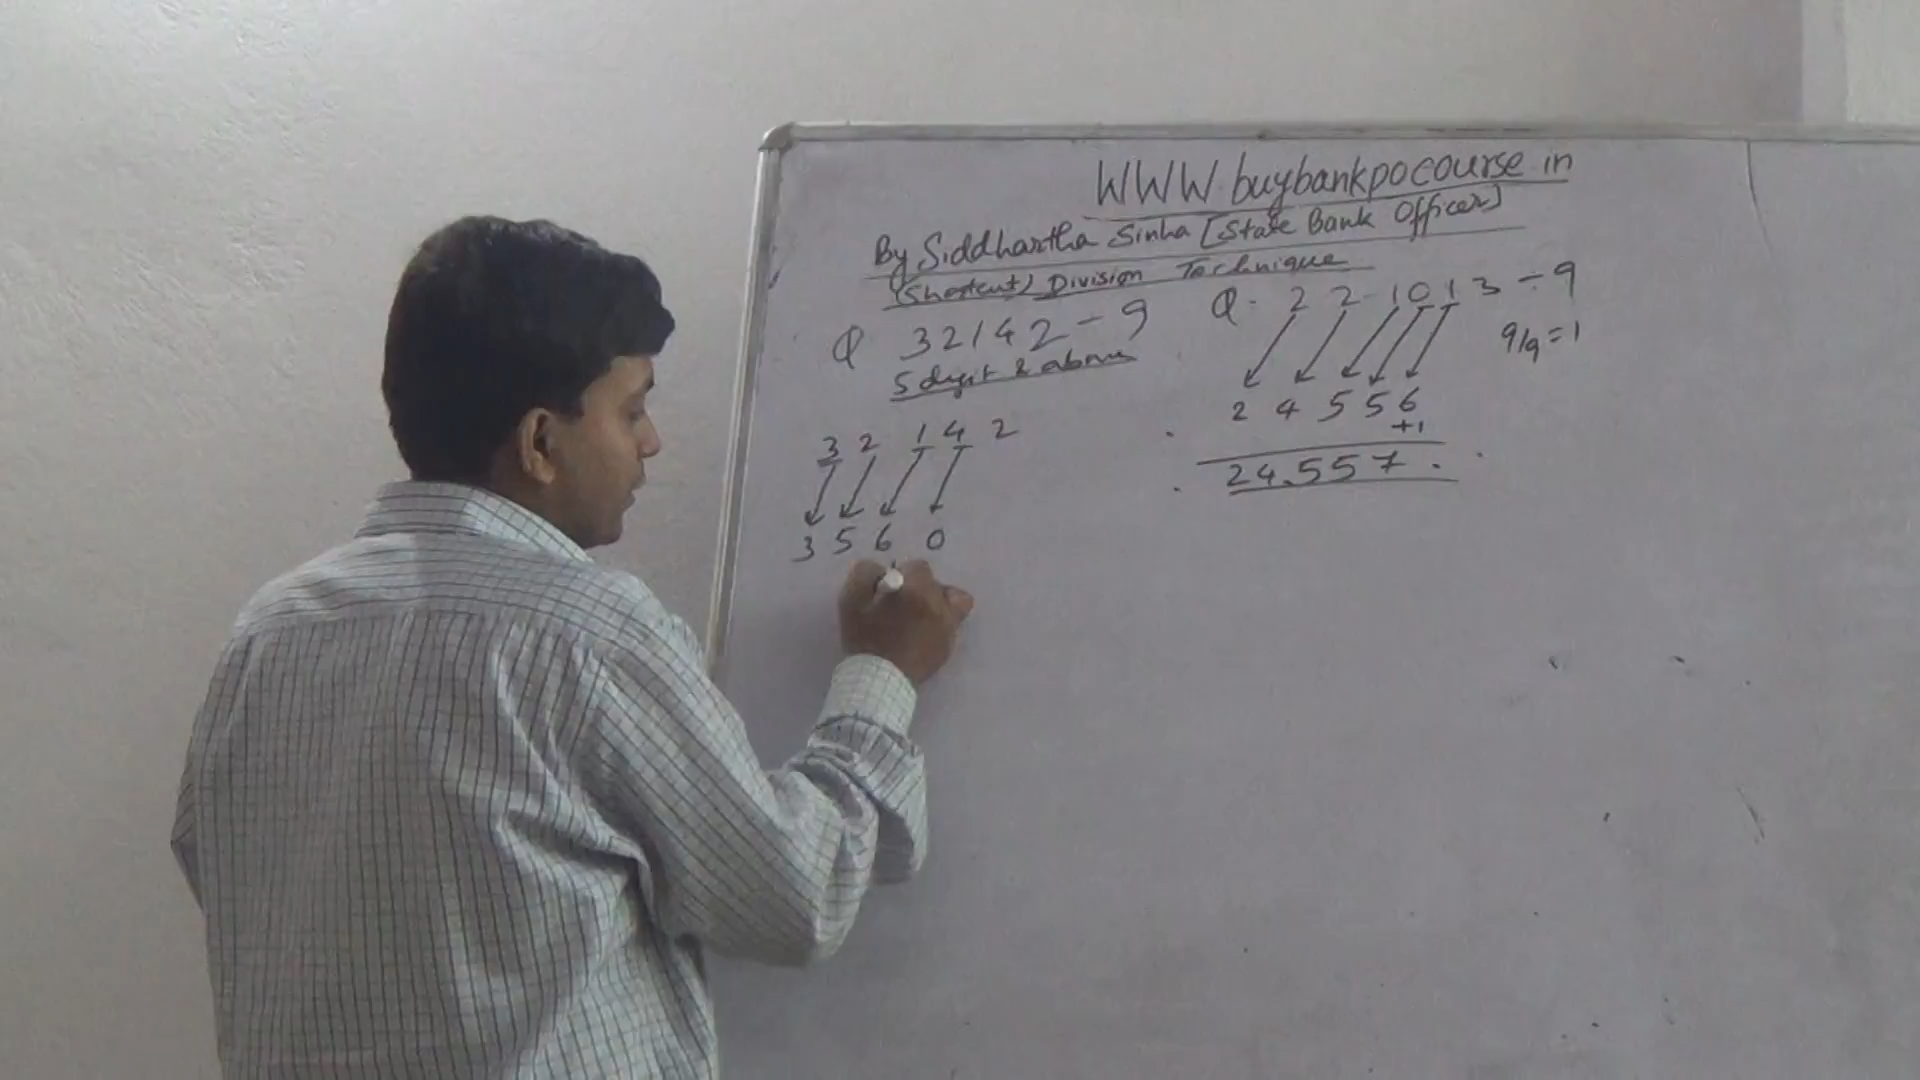 WWW.buybankpocourse.in
By Siddhartha Sinha [State Bank Officer]
(Shortcut) Division Technique
Q 32142 ÷ 9
5 digit & above
3 2 1 4 2
3 5 6 0
Q. 2 2 1 0 1 3 ÷ 9
9/9=1
2 4 5 5 6
+1
24557